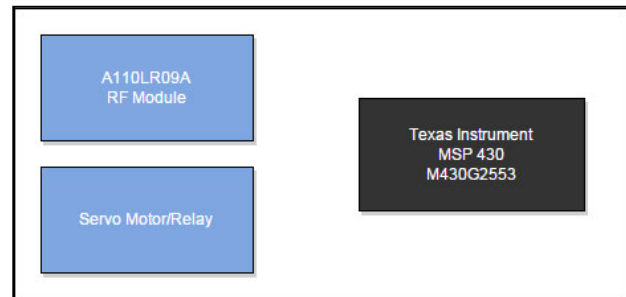 A110LR09A
RF Module
Texas Instrument
MSP 430
M430G2553
Servo Motor/Relay